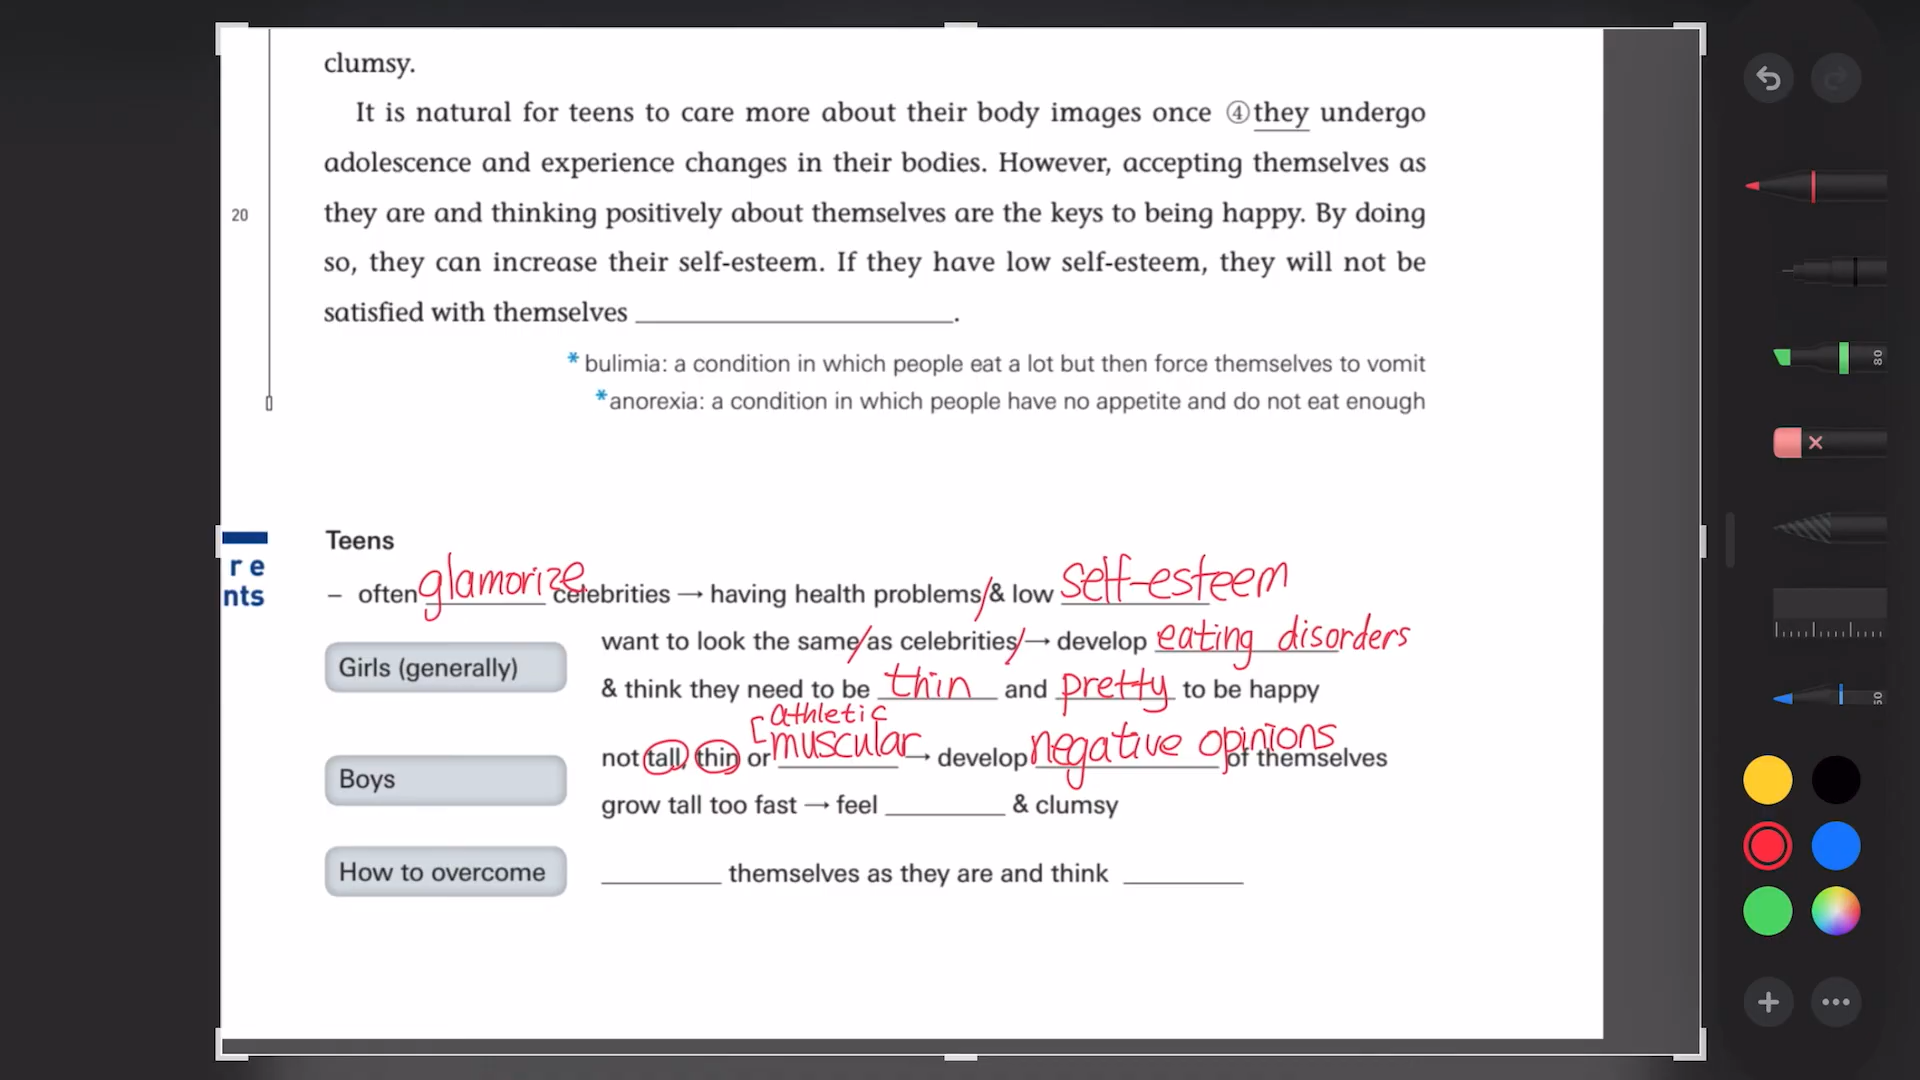 clumsy.
It is natural for teens to care more about their body images once ④they undergo
adolescence and experience changes in their bodies. However, accepting themselves as
20 they are and thinking positively about themselves are the keys to being happy. By doing
so, they can increase their self-esteem. If they have low self-esteem, they will not be
satisfied with themselves ____________________.
* bulimia: a condition in which people eat a lot but then force themselves to vomit
* anorexia: a condition in which people have no appetite and do not eat enough
re
nts
Teens
– often glamorize celebrities → having health problems / & low self-esteem
Girls (generally)
want to look the same / as celebrities / → develop eating disorders
& think they need to be thin and pretty to be happy
Boys
athletic
not tall, thin or muscular → develop negative opinions of themselves
grow tall too fast → feel __________ & clumsy
How to overcome
__________ themselves as they are and think __________
80
50